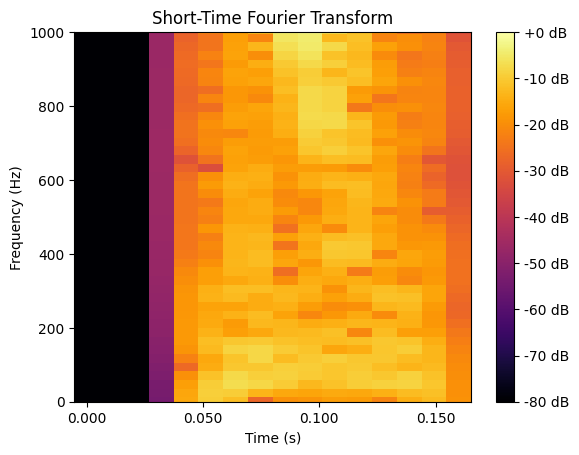 Short-Time Fourier Transform
1000
800
600
400
200
0
Frequency (Hz)
0.000
0.050
0.100
0.150
Time (s)
+0 dB
-10 dB
-20 dB
-30 dB
-40 dB
-50 dB
-60 dB
-70 dB
-80 dB